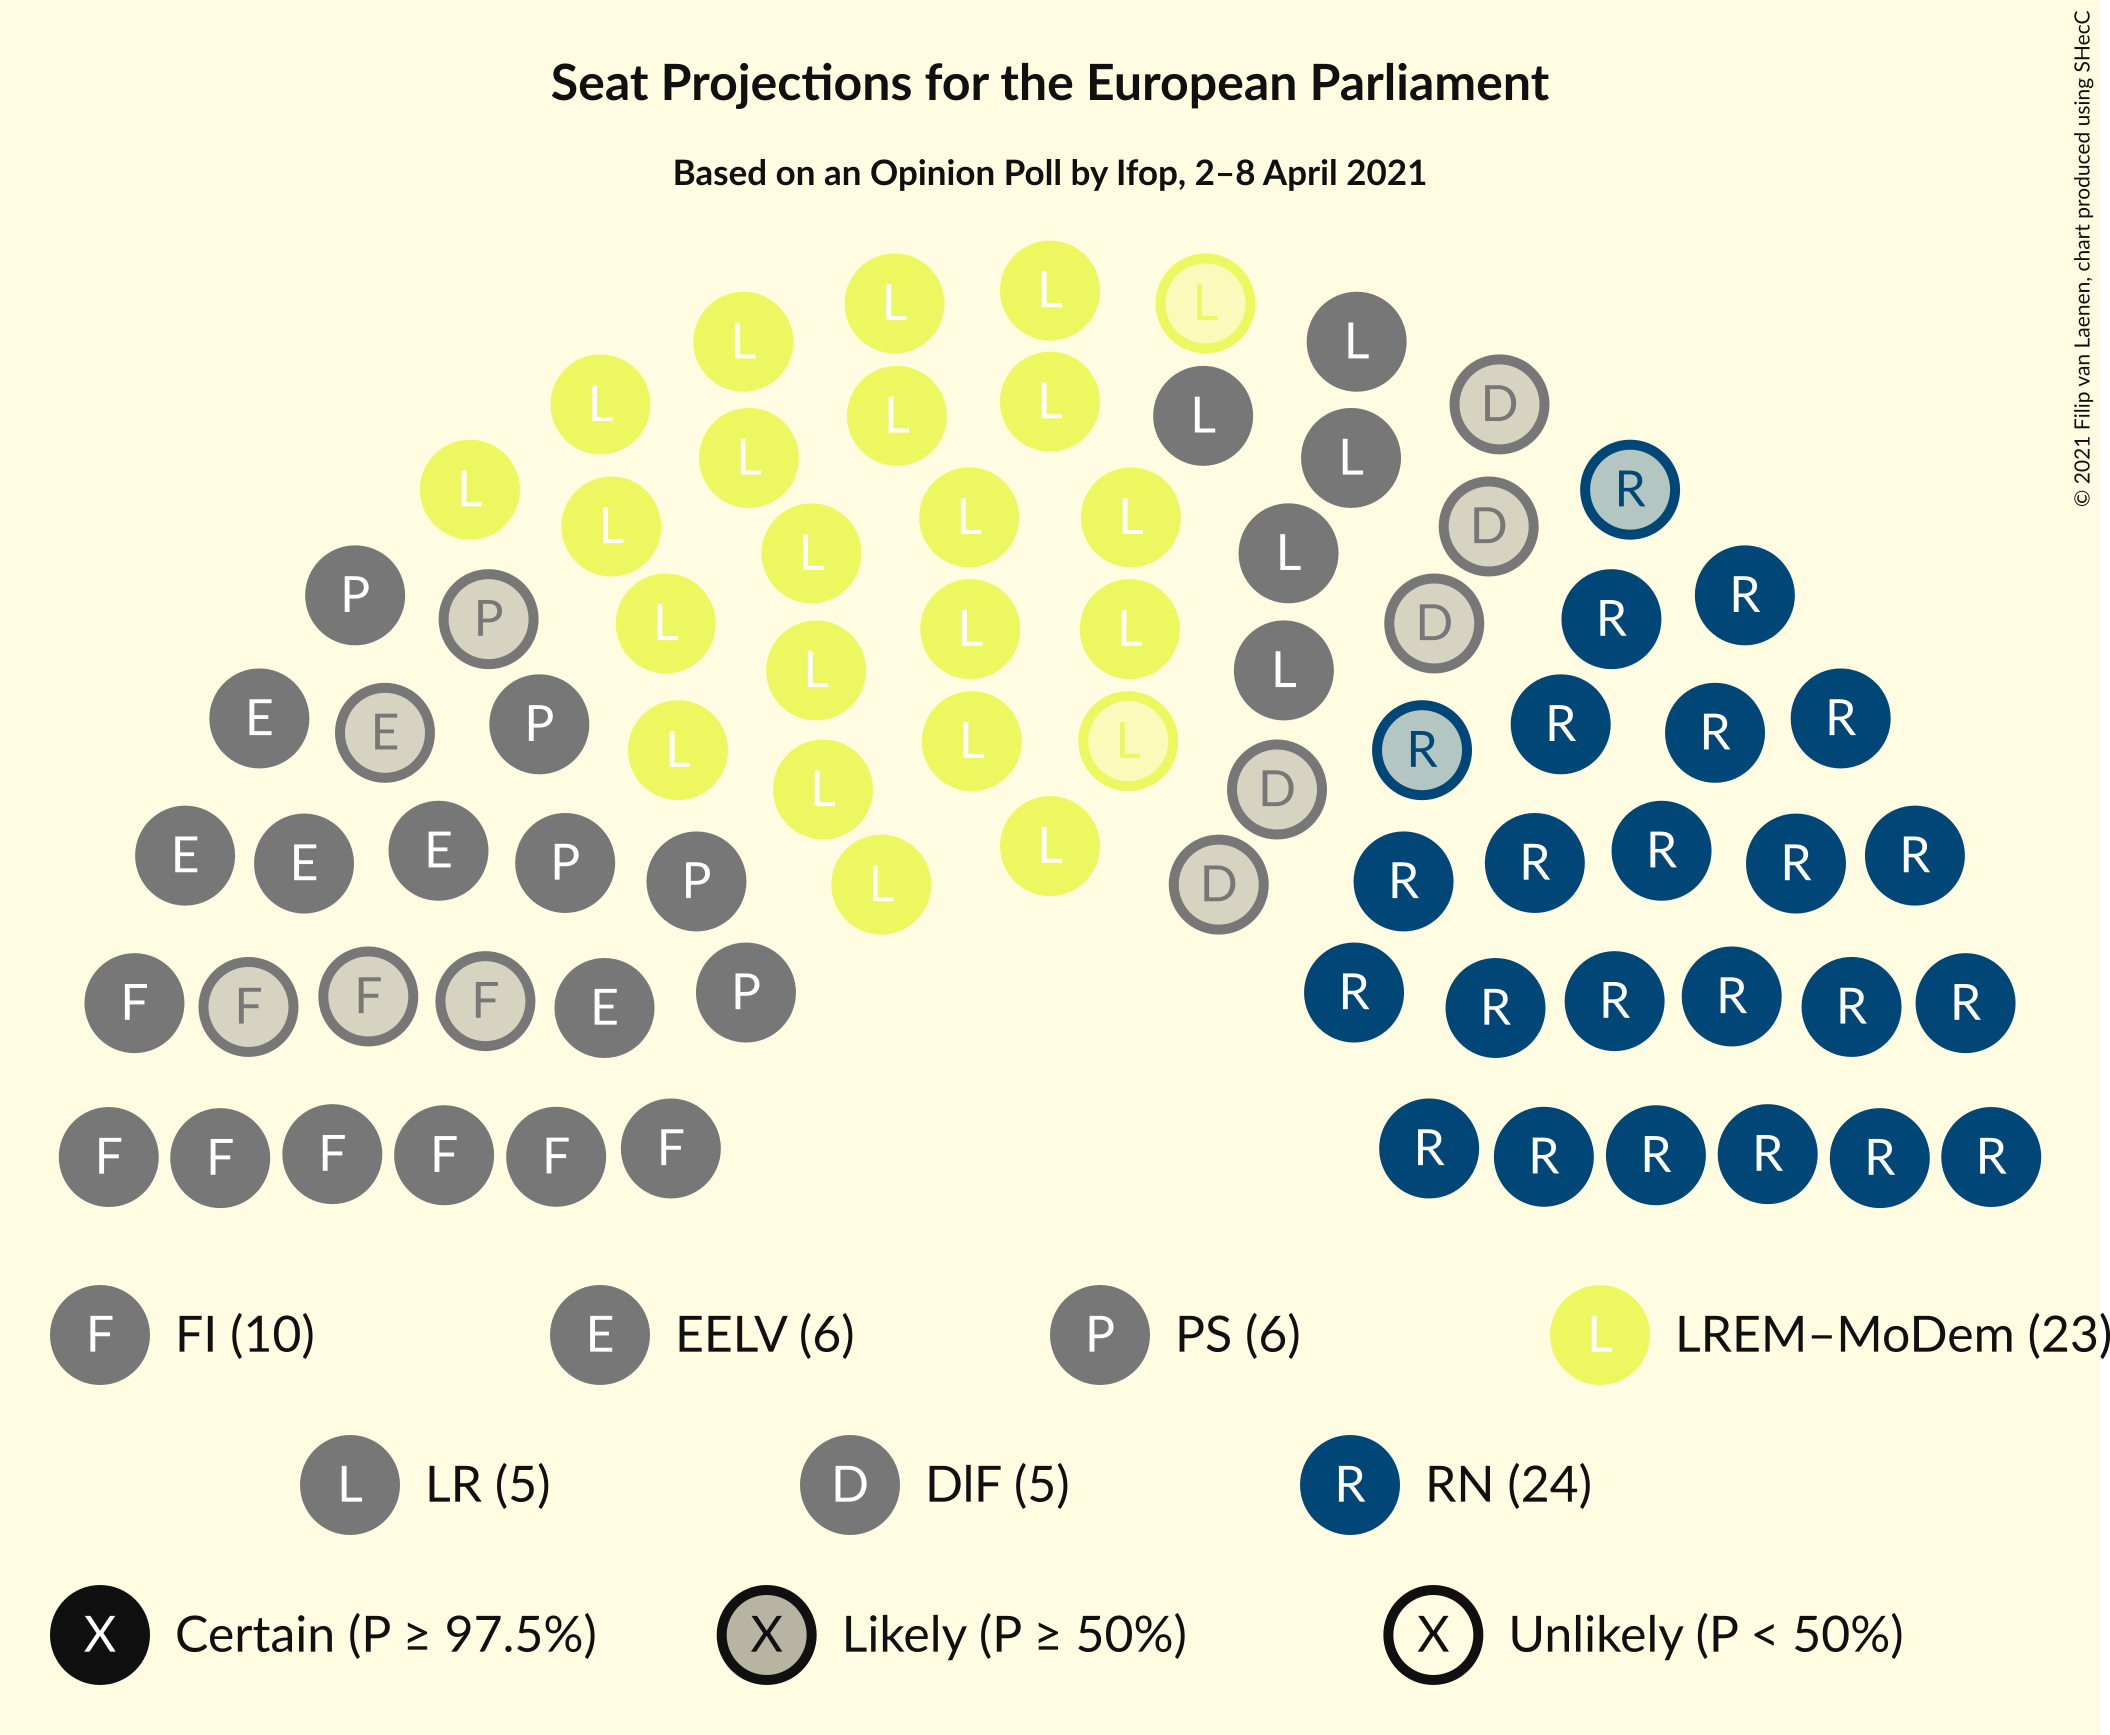 Seat Projections for the European Parliament
Based on an Opinion Poll by Ifop, 2–8 April 2021
© 2021 Filip van Laenen, chart produced using SHecC
L L L L L L D
L L L L L L D R
L L L L L D R
P P L L L L L R R
E E P L L L L D R R R R
E E E P P L L D R R R R R
F F F F E P R R R R R R
F F F F F F R R R R R R
F FI (10) E EELV (6) P PS (6) L LREM–MoDem (23)
L LR (5) D DIF (5) R RN (24)
X Certain (P ≥ 97.5%) X Likely (P ≥ 50%) X Unlikely (P < 50%)